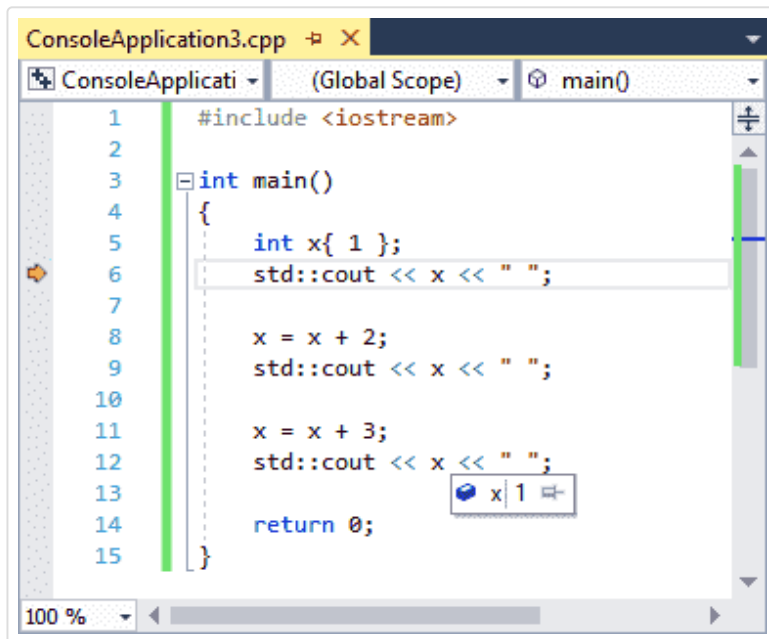 ConsoleApplication3.cpp
ConsoleApplicati (Global Scope) main()
1 #include <iostream>
2
3 int main()
4 {
5 int x{ 1 };
6 std::cout << x << " ";
7
8 x = x + 2;
9 std::cout << x << " ";
10
11 x = x + 3;
12 std::cout << x << " ";
13 x 1
14 return 0;
15 }
100 %